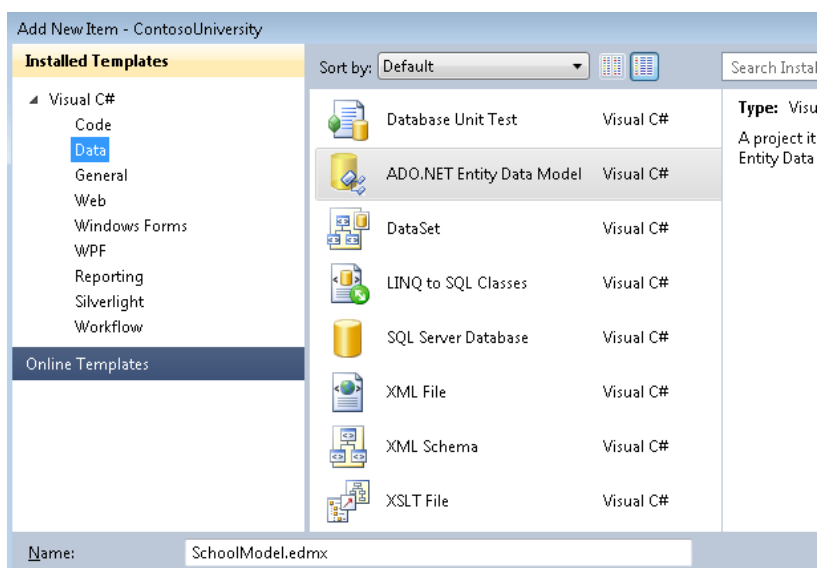 Add New Item - ContosoUniversity
Installed Templates
Visual C#
Code
Data
General
Web
Windows Forms
WPF
Reporting
Silverlight
Workflow
Online Templates
Sort by: Default
Search Instal
Database Unit Test Visual C#
ADO.NET Entity Data Model Visual C#
DataSet Visual C#
LINQ to SQL Classes Visual C#
SQL Server Database Visual C#
XML File Visual C#
XML Schema Visual C#
XSLT File Visual C#
Type: Visu
A project it
Entity Data
Name: SchoolModel.edmx